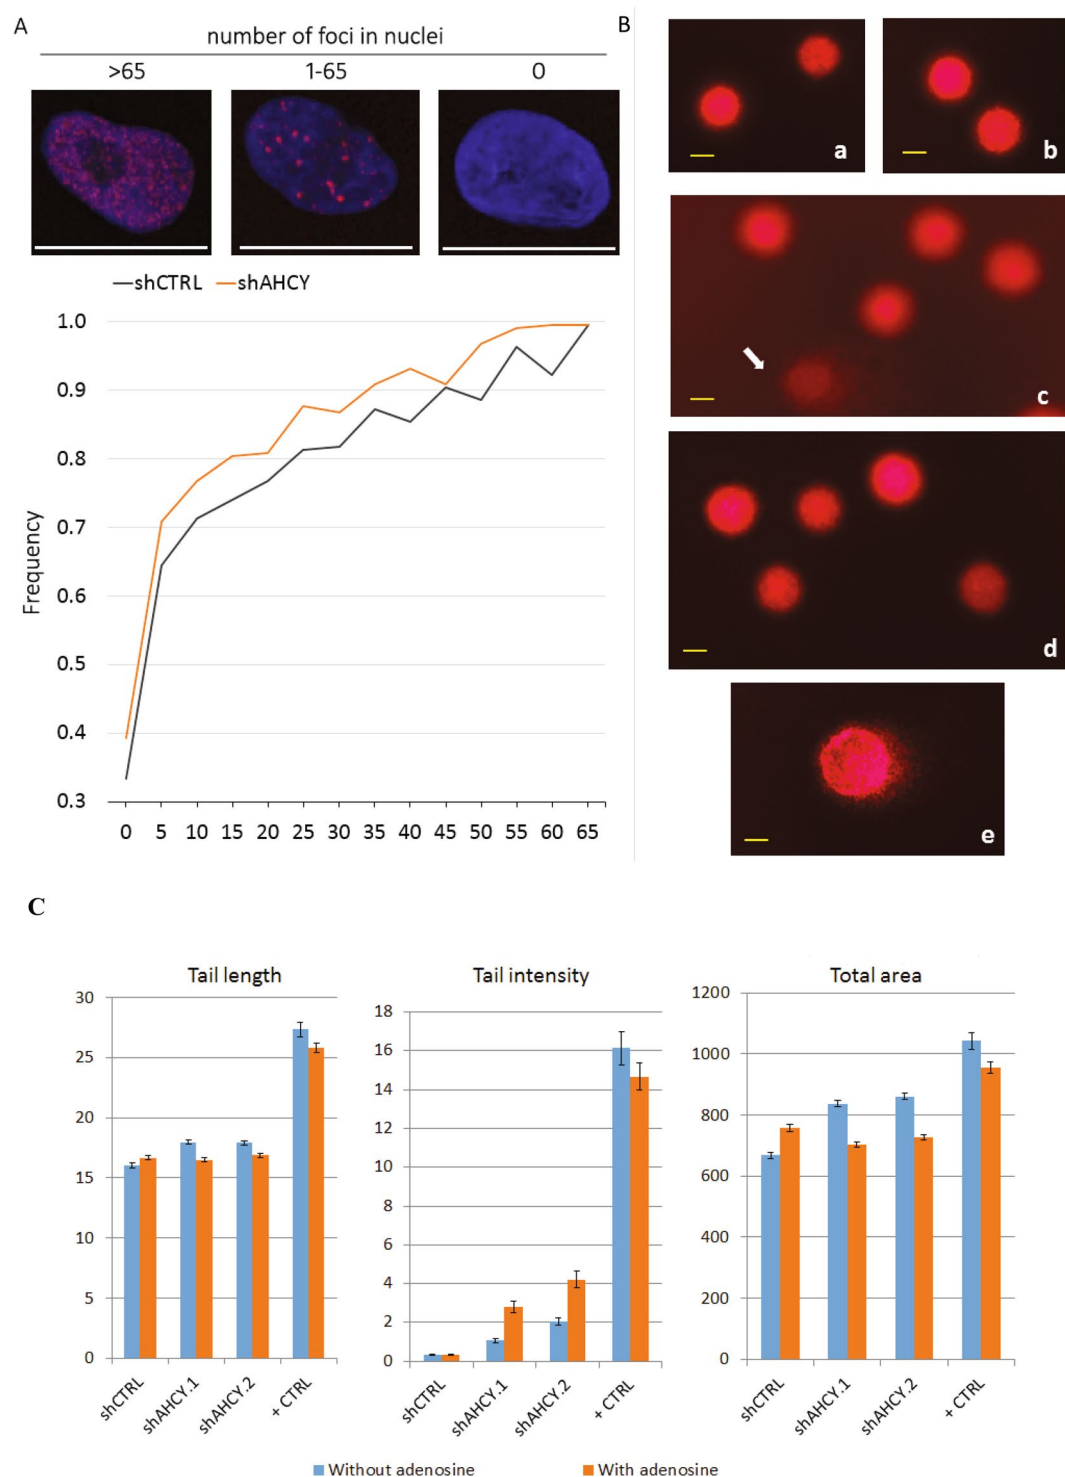 A
number of foci in nuclei
>65 1-65 0
shCTRL shAHCY
Frequency
1.0
0.9
0.8
0.7
0.6
0.5
0.4
0.3
0 5 10 15 20 25 30 35 40 45 50 55 60 65
B
a
b
c
d
e
C
Tail length
30
25
20
15
10
5
0
shCTRL
shAHCY.1
shAHCY.2
+ CTRL
Tail intensity
18
16
14
12
10
8
6
4
2
0
shCTRL
shAHCY.1
shAHCY.2
+ CTRL
Total area
1200
1000
800
600
400
200
0
shCTRL
shAHCY.1
shAHCY.2
+ CTRL
Without adenosine With adenosine